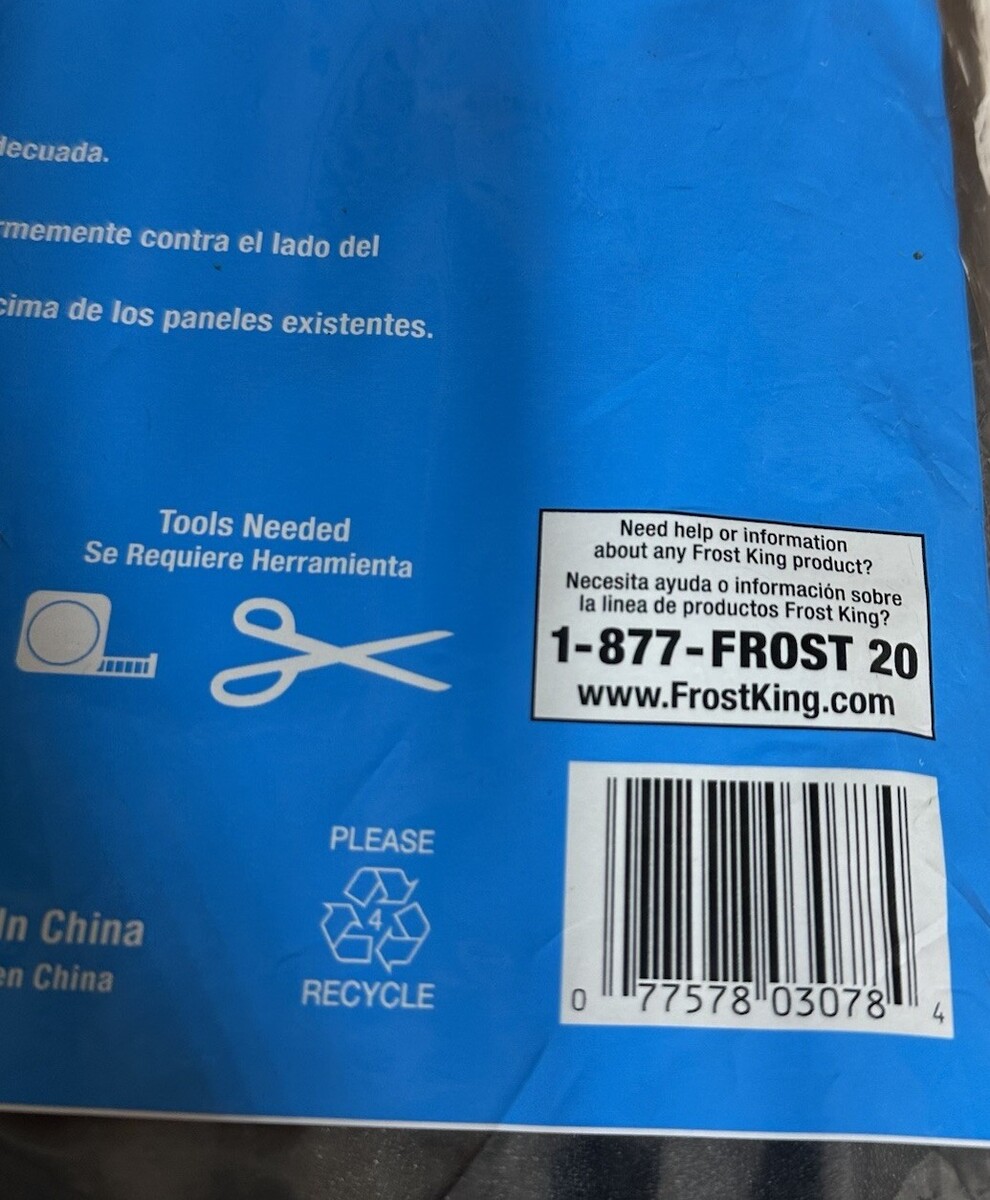 decuada.
rmemente contra el lado del
cima de los paneles existentes.
Tools Needed
Se Requiere Herramienta
Need help or information
about any Frost King product?
Necesita ayuda o información sobre
la linea de productos Frost King?
1-877-FROST 20
www.FrostKing.com
PLEASE
4
RECYCLE
In China
en China
0 77578 03078 4